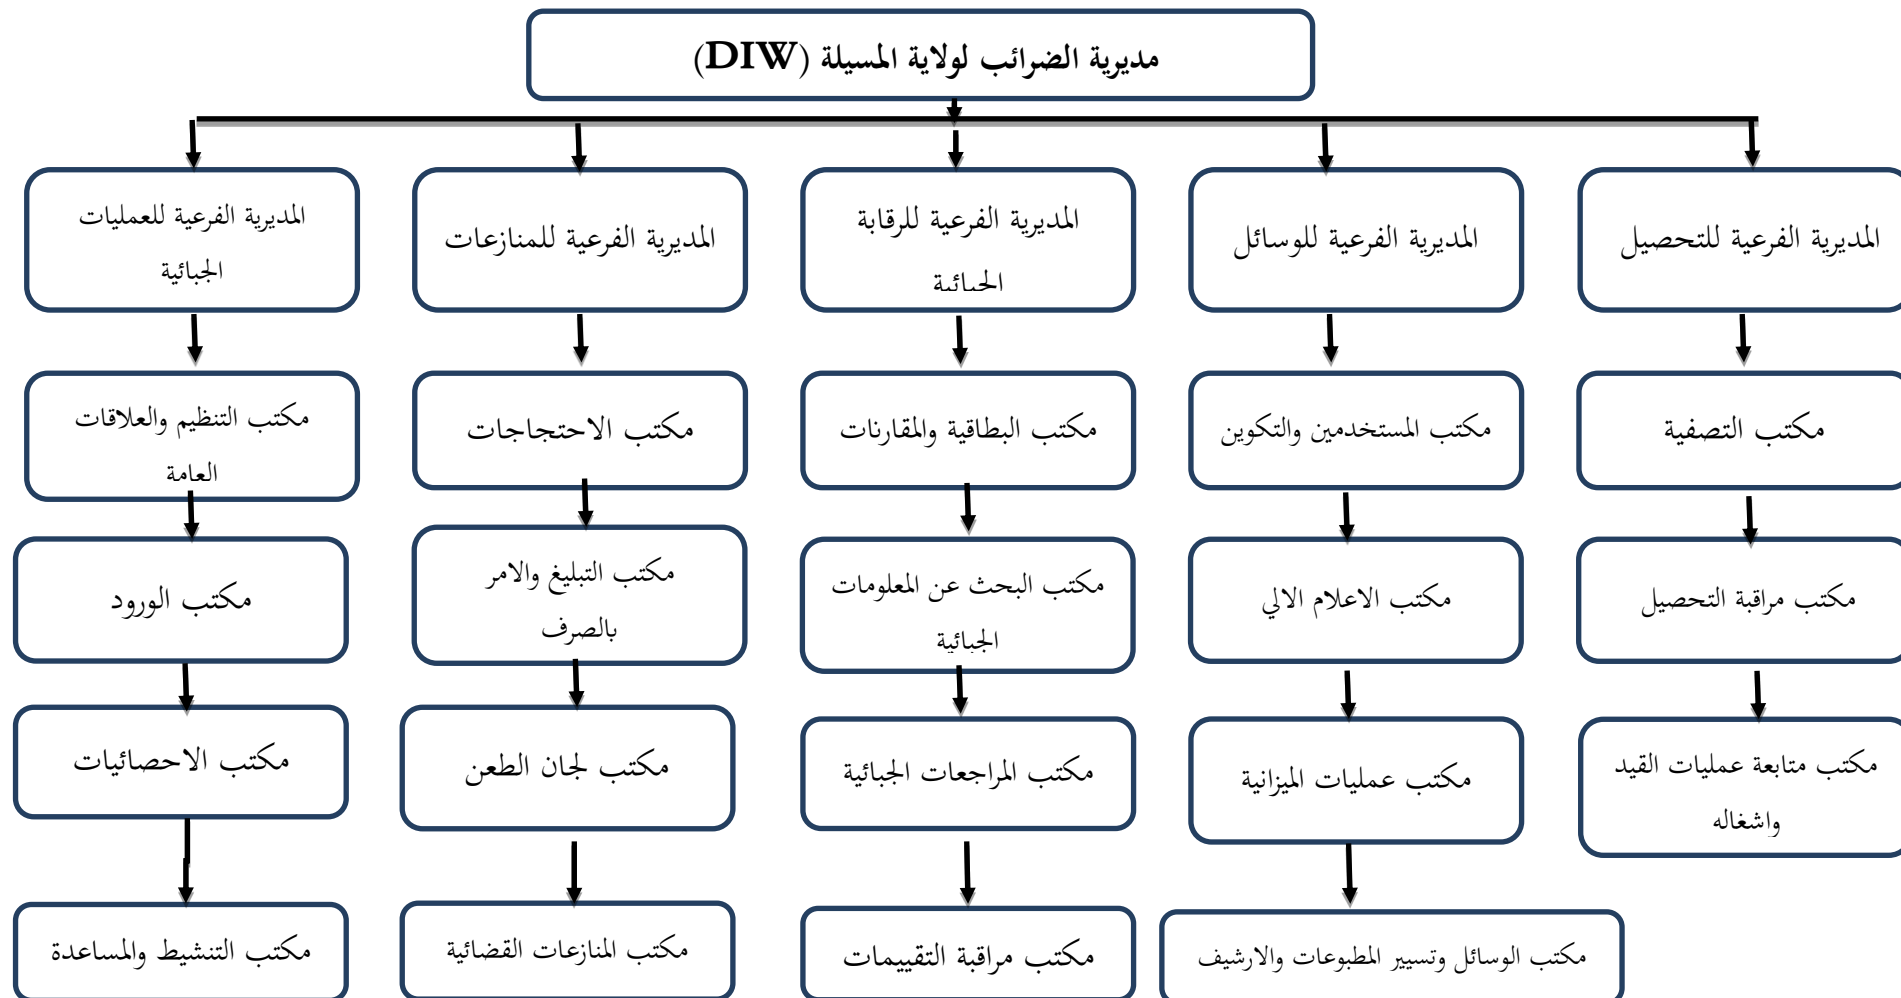 مديرية الضرائب لولاية المسيلة (DIW)
المديرية الفرعية للتحصيل
المديرية الفرعية للوسائل
المديرية الفرعية للرقابة
الجبائية
المديرية الفرعية للمنازعات
المديرية الفرعية للعمليات
الجبائية
مكتب التصفية
مكتب المستخدمين والتكوين
مكتب البطاقية والمقارنات
مكتب الاحتجاجات
مكتب التنظيم والعلاقات
العامة
مكتب مراقبة التحصيل
مكتب الاعلام الالي
مكتب البحث عن المعلومات
الجبائية
مكتب التبليغ والامر
بالصرف
مكتب الورود
مكتب متابعة عمليات القيد
واشغاله
مكتب عمليات الميزانية
مكتب المراجعات الجبائية
مكتب لجان الطعن
مكتب الاحصائيات
مكتب الوسائل وتسيير المطبوعات والارشيف
مكتب مراقبة التقييمات
مكتب المنازعات القضائية
مكتب التنشيط والمساعدة